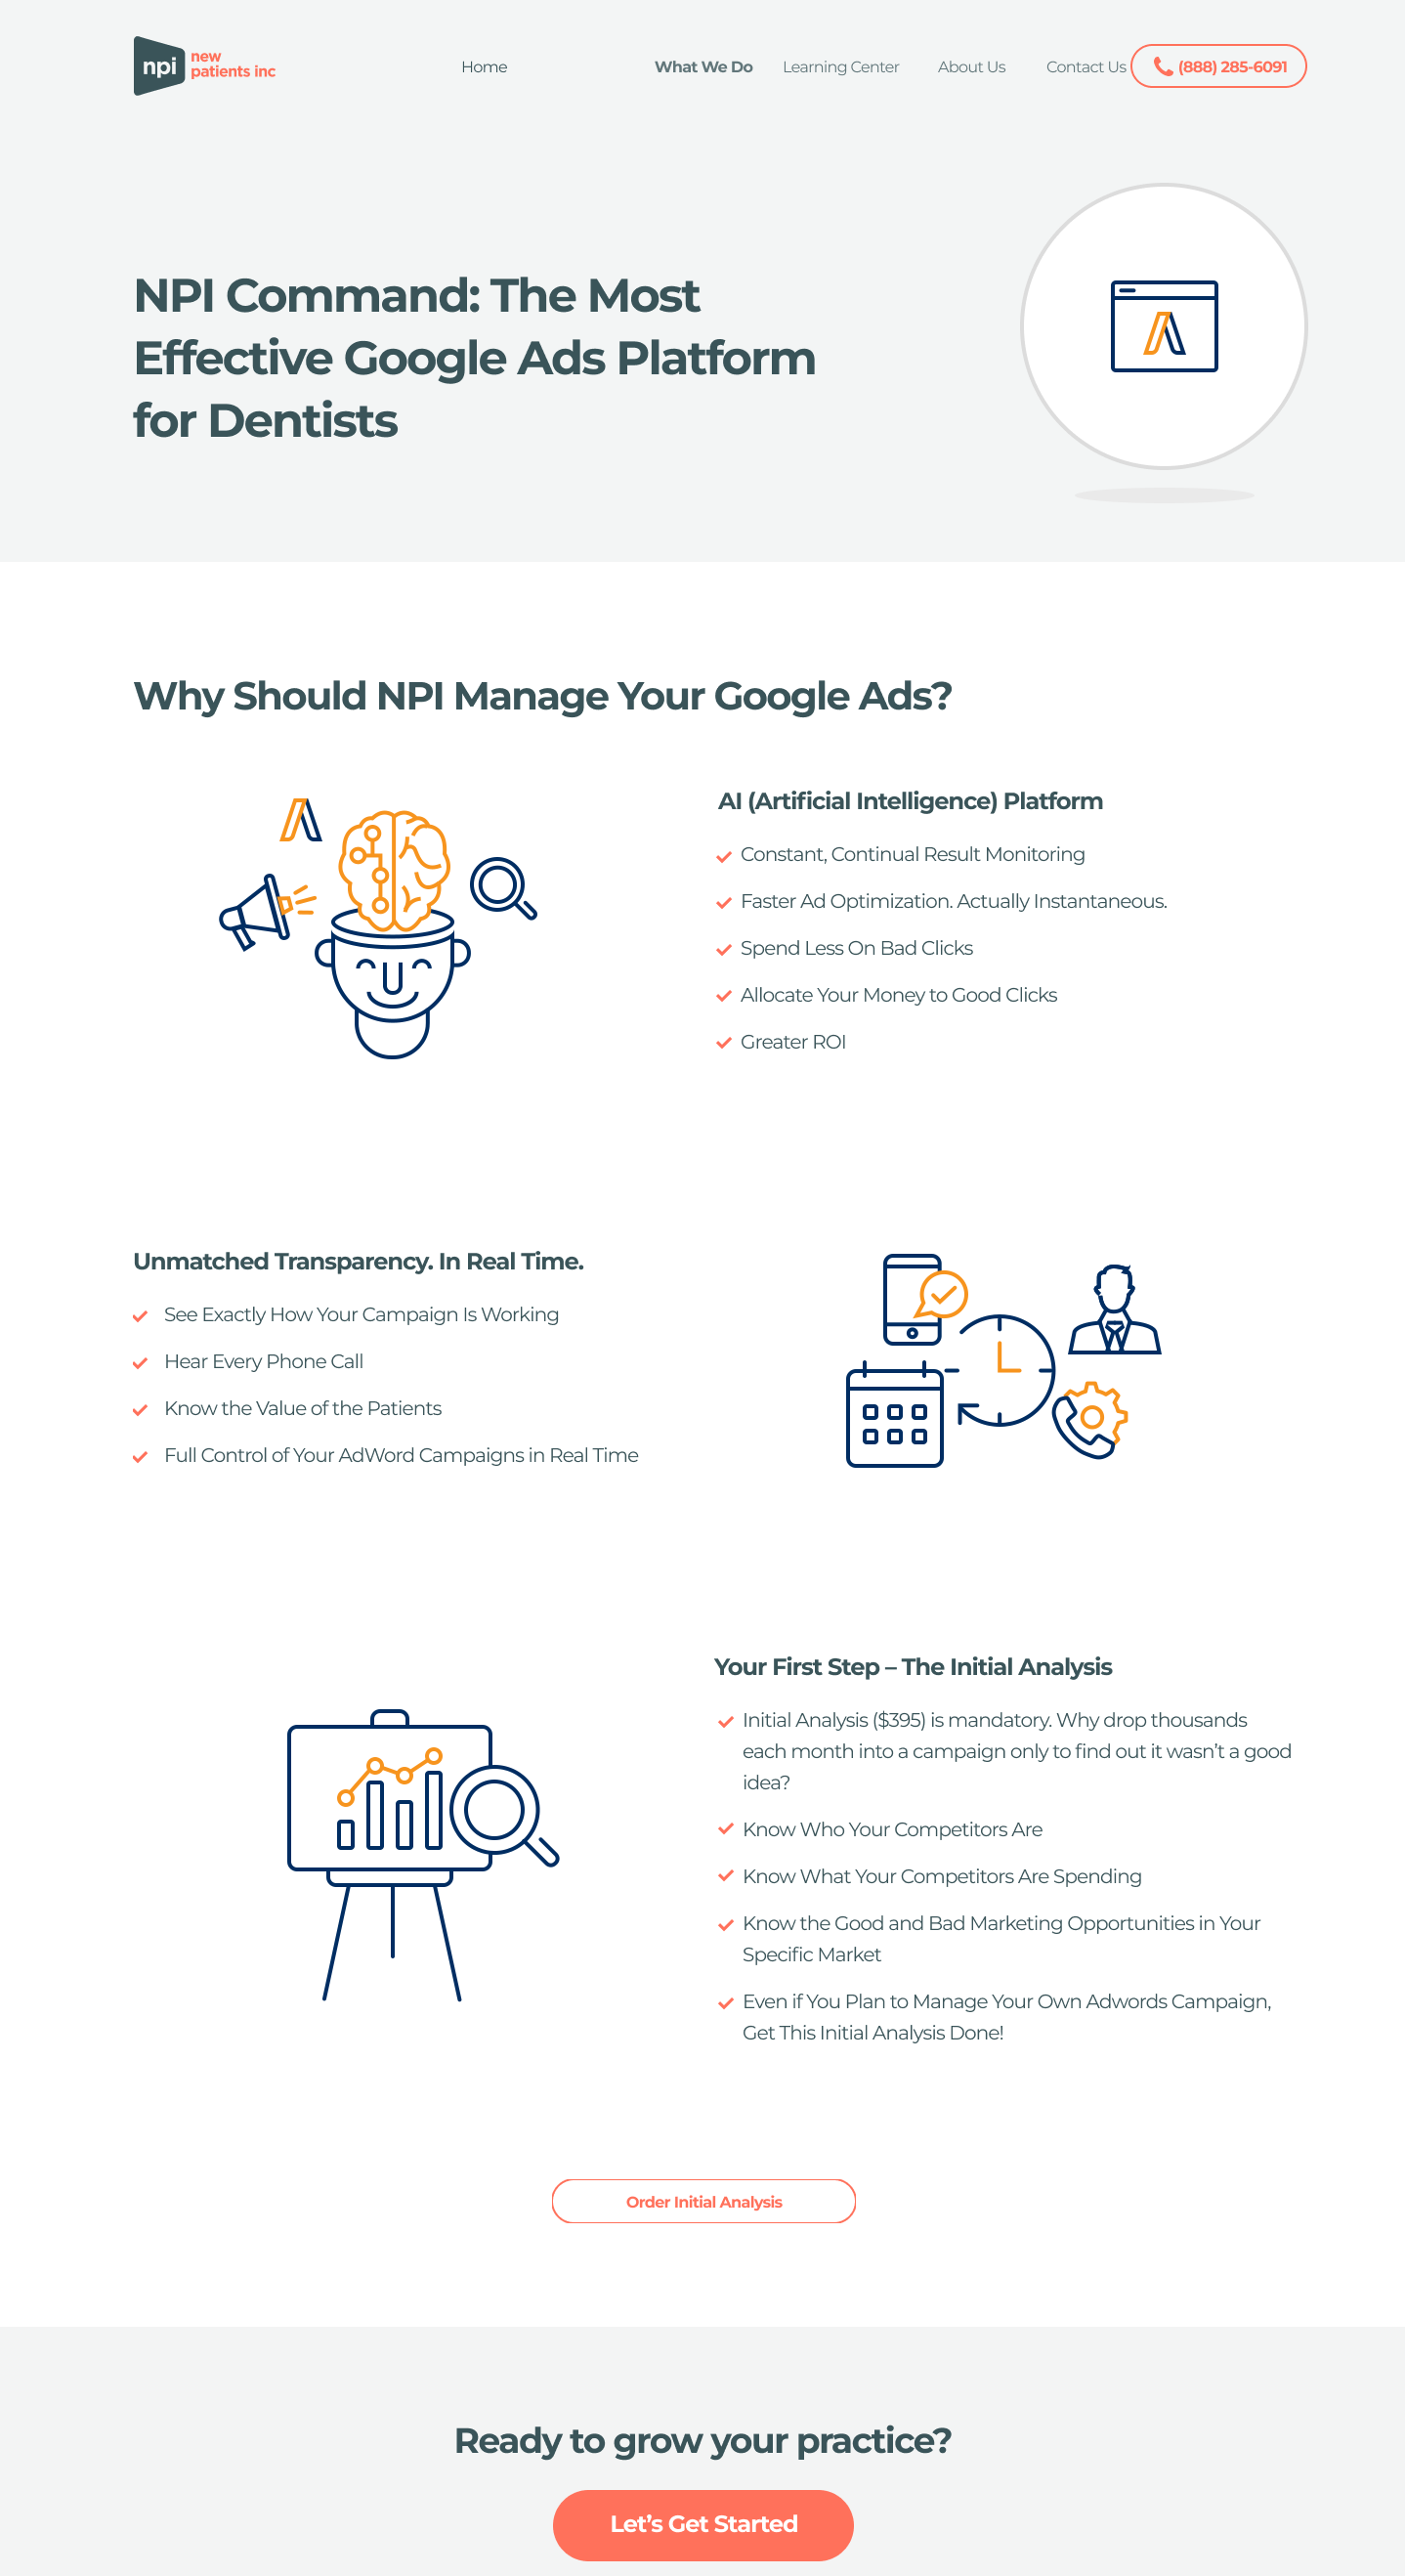 npi
new
patients inc
Home
What We Do
Learning Center
About Us
Contact Us
(888) 285-6091
NPI Command: The Most
Effective Google Ads Platform
for Dentists
Why Should NPI Manage Your Google Ads?
AI (Artificial Intelligence) Platform
Constant, Continual Result Monitoring
Faster Ad Optimization. Actually Instantaneous.
Spend Less On Bad Clicks
Allocate Your Money to Good Clicks
Greater ROI
Unmatched Transparency. In Real Time.
See Exactly How Your Campaign Is Working
Hear Every Phone Call
Know the Value of the Patients
Full Control of Your AdWord Campaigns in Real Time
Your First Step – The Initial Analysis
Initial Analysis ($395) is mandatory. Why drop thousands
each month into a campaign only to find out it wasn’t a good
idea?
Know Who Your Competitors Are
Know What Your Competitors Are Spending
Know the Good and Bad Marketing Opportunities in Your
Specific Market
Even if You Plan to Manage Your Own Adwords Campaign,
Get This Initial Analysis Done!
Order Initial Analysis
Ready to grow your practice?
Let’s Get Started